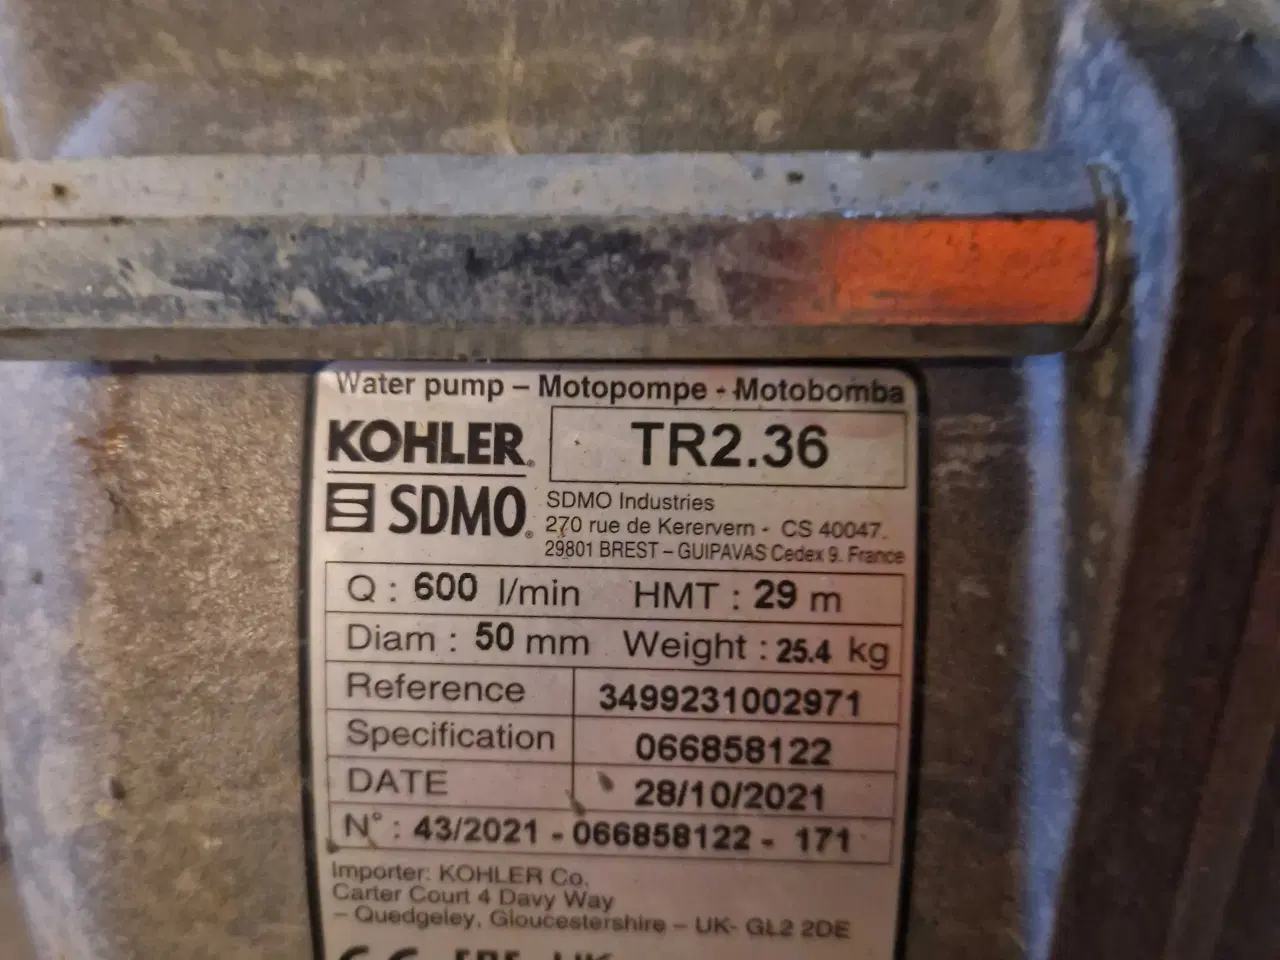 Water pump – Motopompe - Motobomba
KOHLER®
TR2.36
SDMO®
SDMO Industries
270 rue de Kerervern - CS 40047.
29801 BREST – GUIPAVAS Cedex 9. France
Q : 600 l/min HMT : 29 m
Diam : 50 mm Weight : 25.4 kg
Reference 3499231002971
Specification 066858122
DATE 28/10/2021
N° : 43/2021 - 066858122 - 171
Importer: KOHLER Co.
Carter Court 4 Davy Way
– Quedgeley, Gloucestershire – UK- GL2 2DE